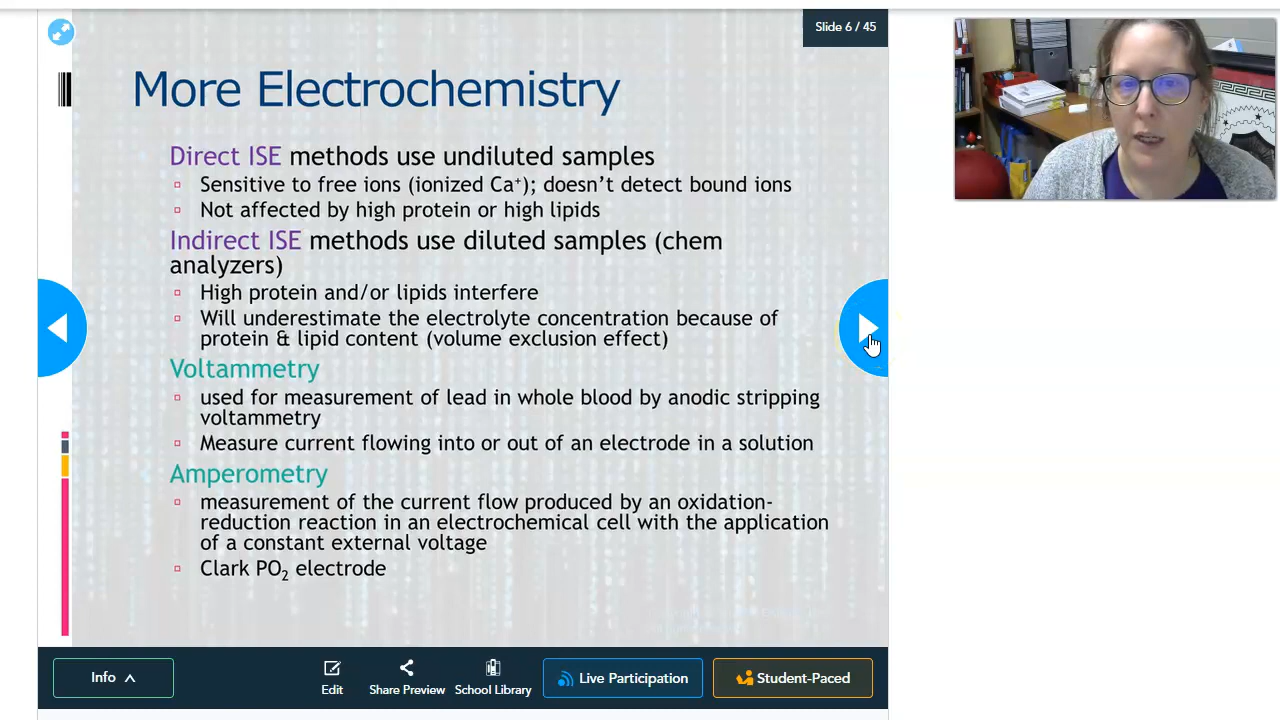 Slide 6 / 45
More Electrochemistry
Direct ISE methods use undiluted samples
▫ Sensitive to free ions (ionized Ca⁺); doesn't detect bound ions
▫ Not affected by high protein or high lipids
Indirect ISE methods use diluted samples (chem
analyzers)
▫ High protein and/or lipids interfere
▫ Will underestimate the electrolyte concentration because of
protein & lipid content (volume exclusion effect)
Voltammetry
▫ used for measurement of lead in whole blood by anodic stripping
voltammetry
▫ Measure current flowing into or out of an electrode in a solution
Amperometry
▫ measurement of the current flow produced by an oxidation-
reduction reaction in an electrochemical cell with the application
of a constant external voltage
▫ Clark PO₂ electrode
Info
Edit
Share Preview
School Library
Live Participation
Student-Paced